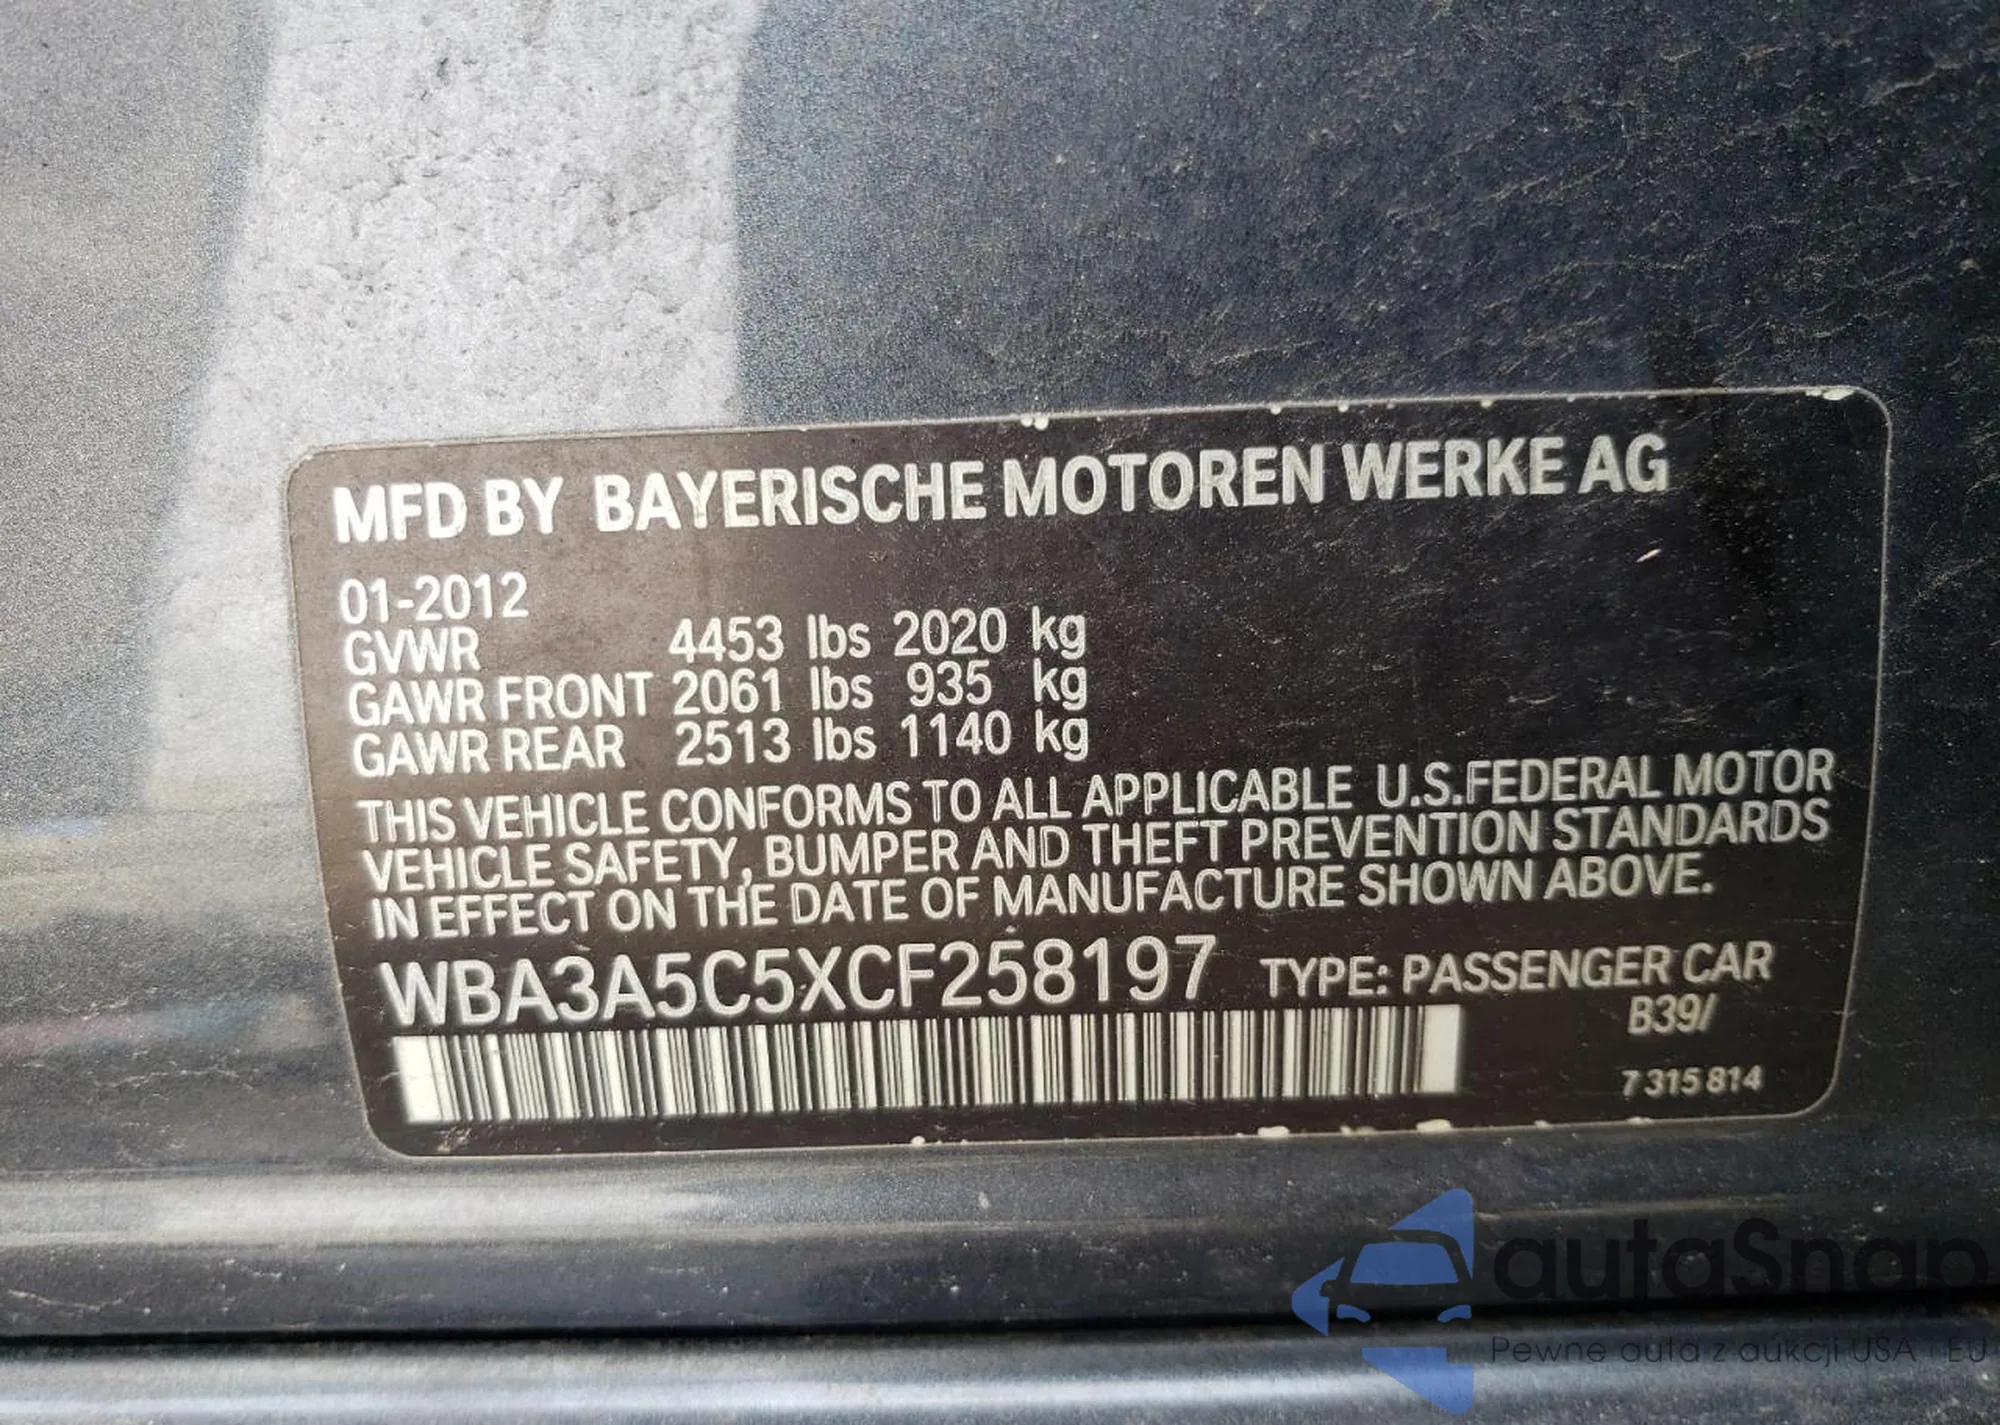 MFD BY BAYERISCHE MOTOREN WERKE AG
01-2012
GVWR 4453 lbs 2020 kg
GAWR FRONT 2061 lbs 935 kg
GAWR REAR 2513 lbs 1140 kg
THIS VEHICLE CONFORMS TO ALL APPLICABLE U.S.FEDERAL MOTOR
VEHICLE SAFETY, BUMPER AND THEFT PREVENTION STANDARDS
IN EFFECT ON THE DATE OF MANUFACTURE SHOWN ABOVE.
WBA3A5C5XCF258197 TYPE: PASSENGER CAR
B39/
7 315 814
autaSnap
Pewne auta z aukcji USA i EU